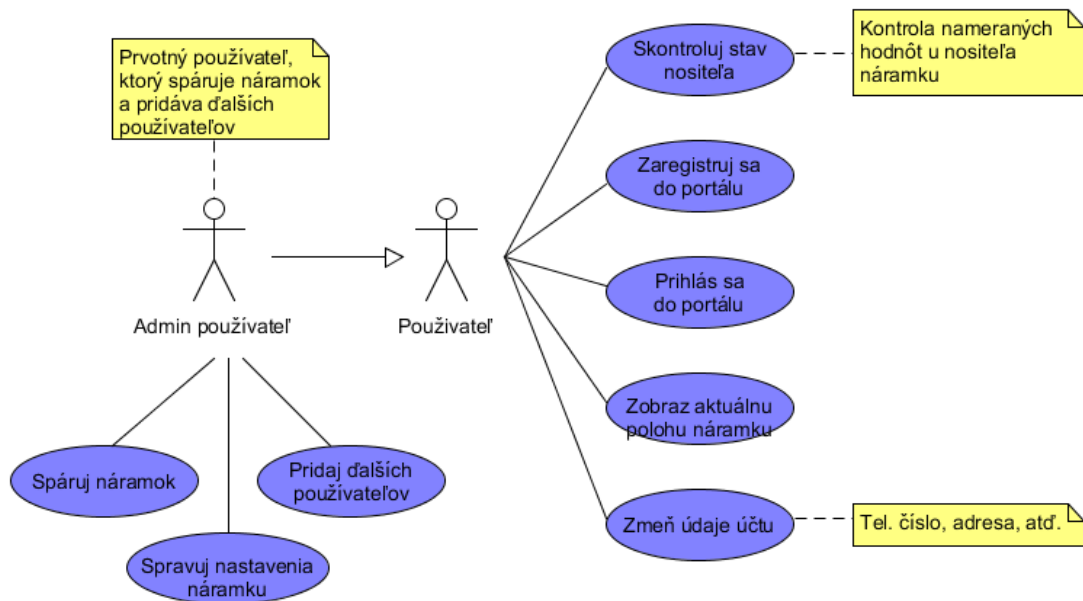 Prvotný používateľ,
ktorý spáruje náramok
a pridáva ďalších
používateľov
Admin používateľ
Použivateľ
Spáruj náramok
Pridaj ďalších
používateľov
Spravuj nastavenia
náramku
Skontroluj stav
nositeľa
Kontrola nameraných
hodnôt u nositeľa
náramku
Zaregistruj sa
do portálu
Prihlás sa
do portálu
Zobraz aktuálnu
polohu náramku
Zmeň údaje účtu
Tel. číslo, adresa, atď.